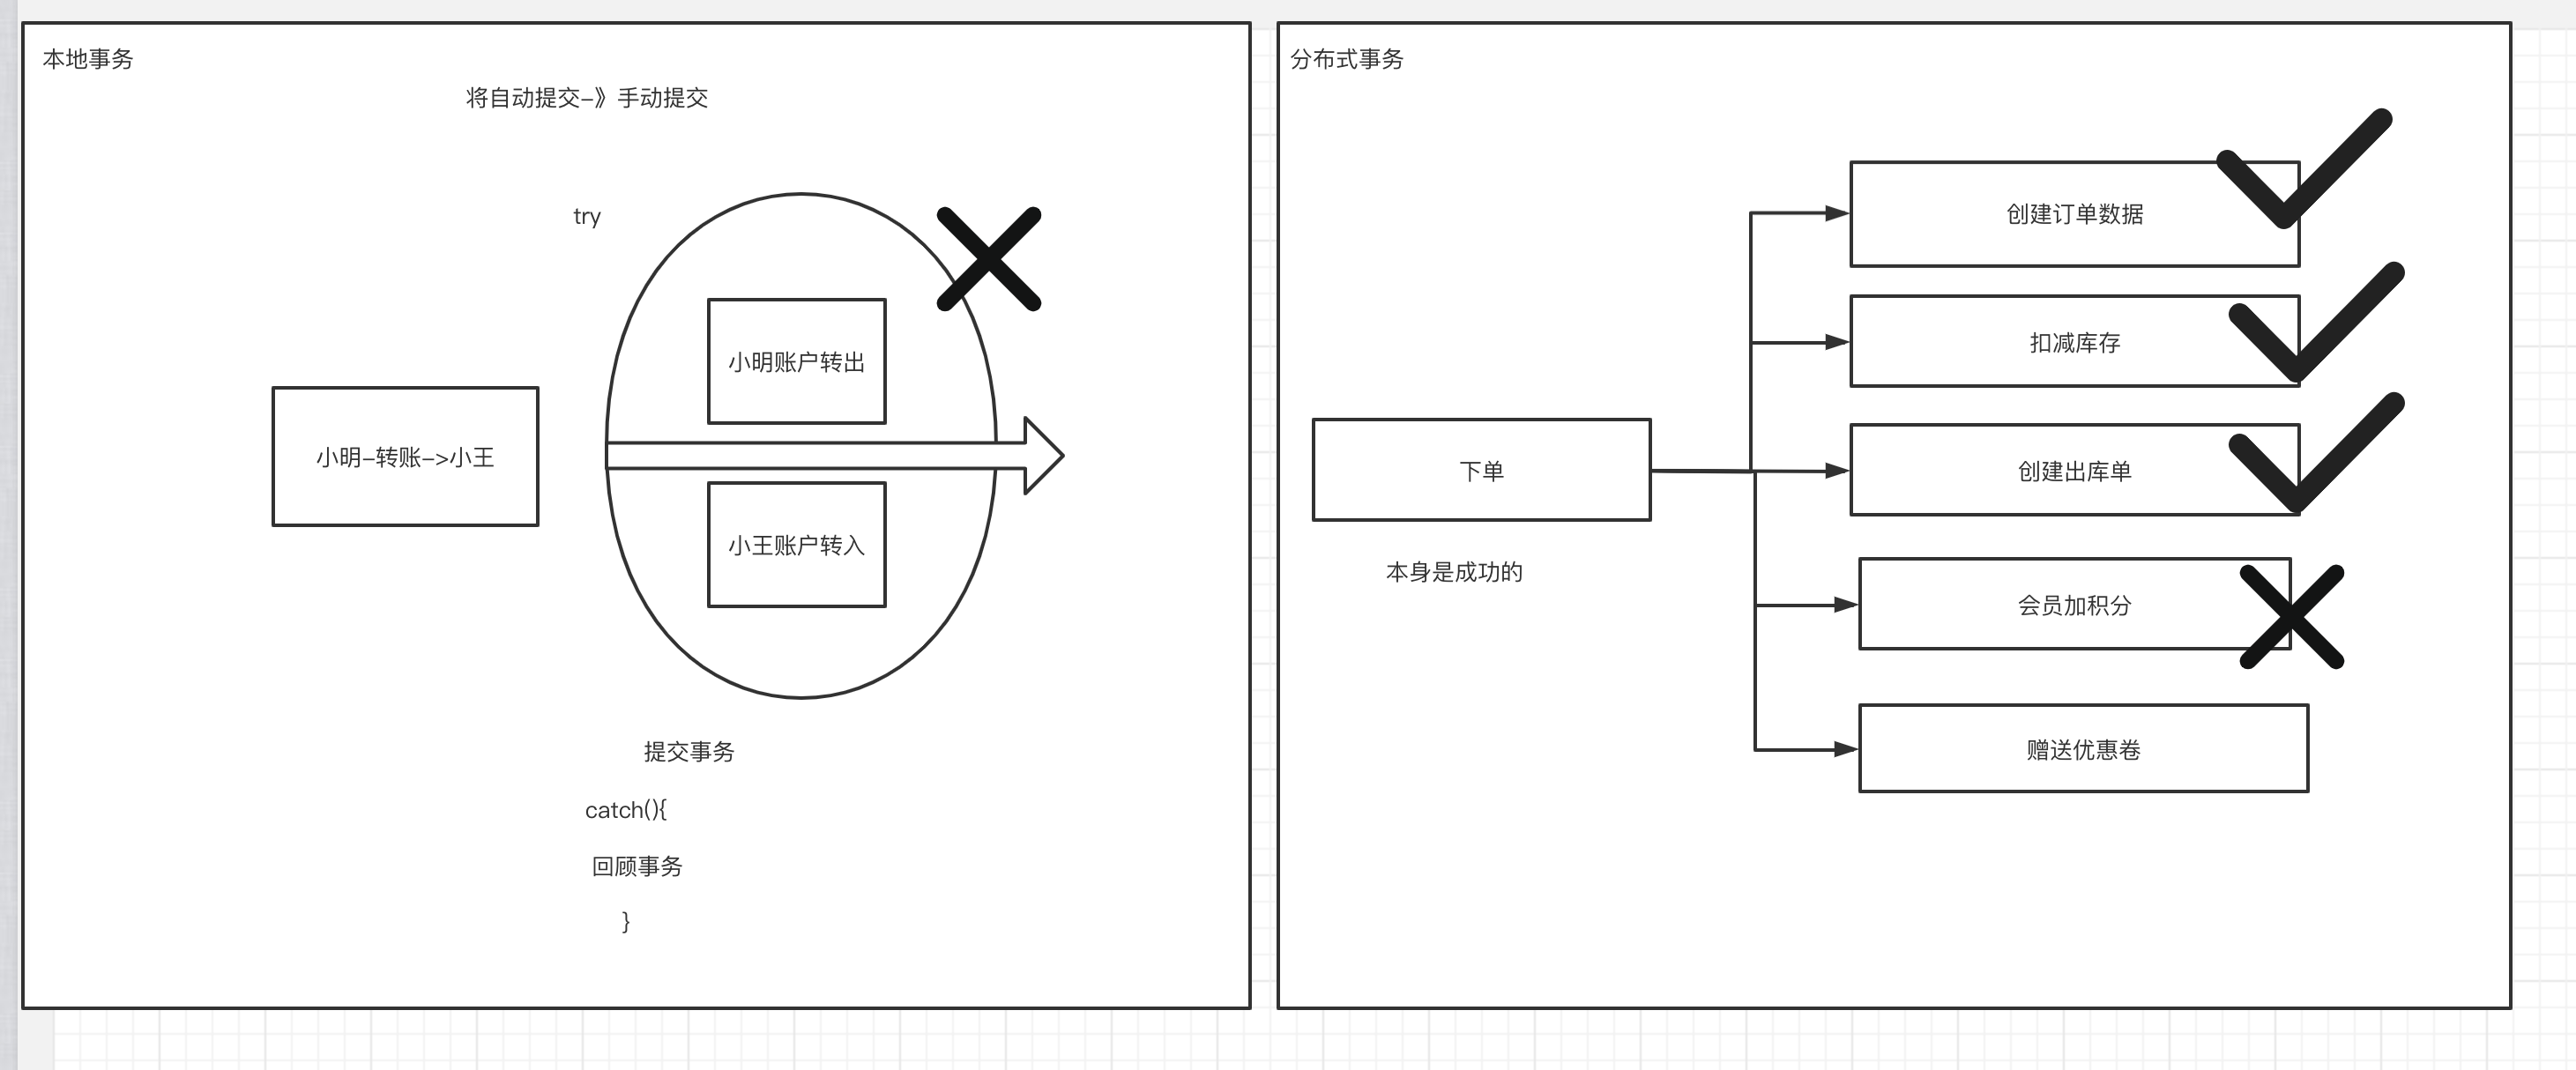 本地事务
将自动提交-》手动提交
try
小明账户转出
小明-转账->小王
小王账户转入
提交事务
catch(){
回顾事务
}
分布式事务
创建订单数据
扣减库存
下单
创建出库单
本身是成功的
会员加积分
赠送优惠卷